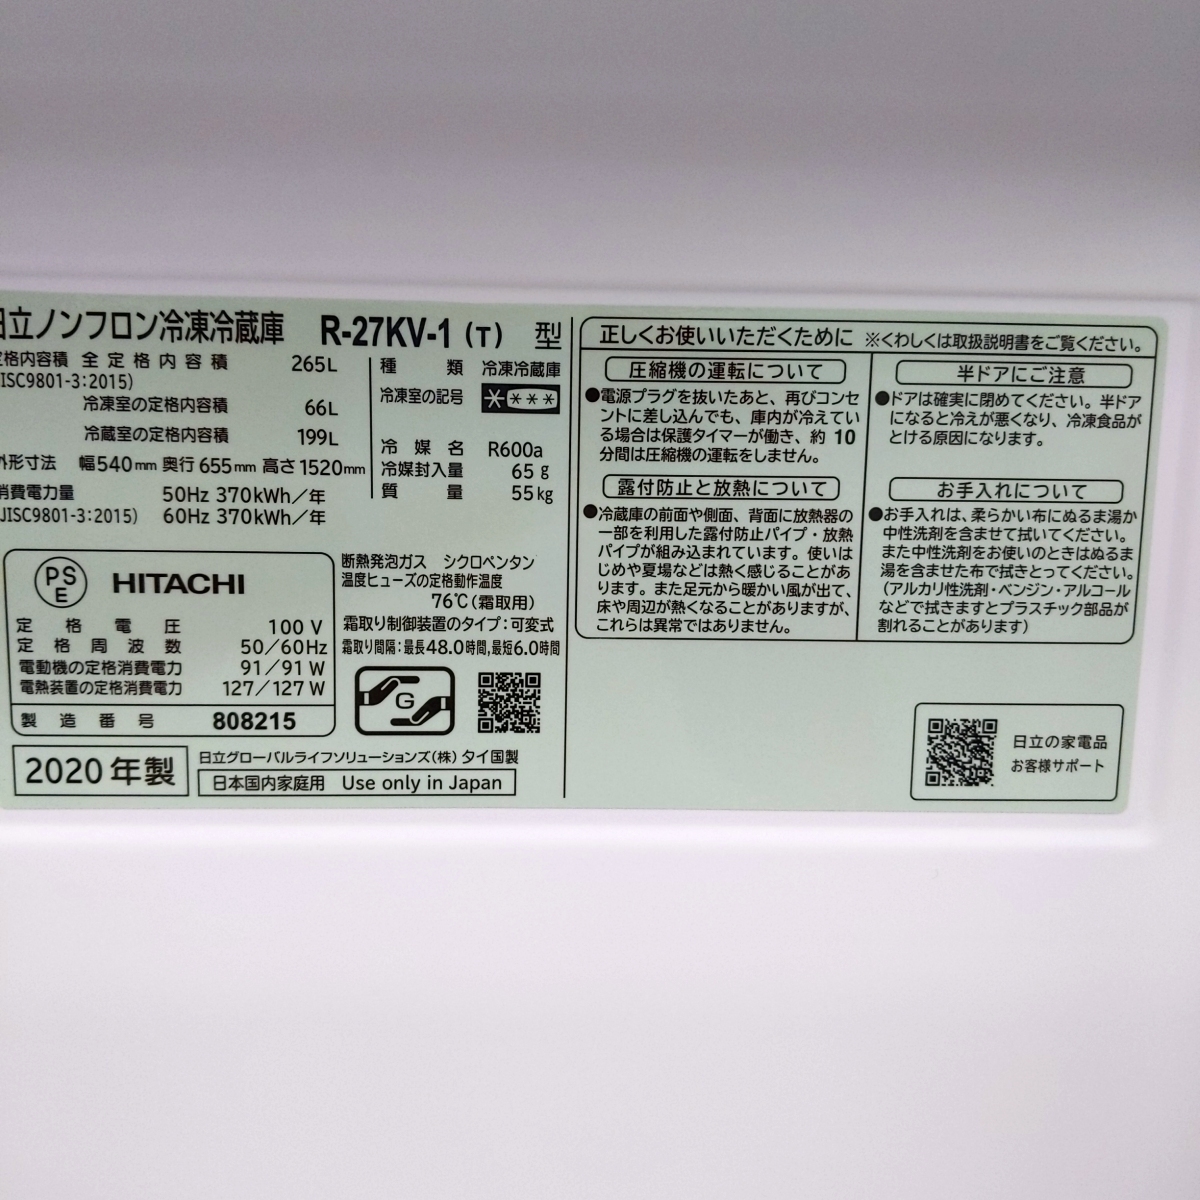 日立ノンフロン冷凍冷蔵庫 R-27KV-1 (T) 型
定格内容積 全定格内容積 265L
(JISC9801-3:2015)
冷凍室の定格内容積 66L
冷蔵室の定格内容積 199L
外形寸法 幅540mm 奥行655mm 高さ1520mm
消費電力量 50Hz 370kWh/年
(JISC9801-3:2015) 60Hz 370kWh/年
種類 冷凍冷蔵庫
冷凍室の記号
冷媒名 R600a
冷媒封入量 65g
質量 55kg
PSE HITACHI
定格電圧 100V
定格周波数 50/60Hz
電動機の定格消費電力 91/91W
電熱装置の定格消費電力 127/127W
製造番号 808215
断熱発泡ガス シクロペンタン
温度ヒューズの定格動作温度
76℃(霜取用)
霜取り制御装置のタイプ:可変式
霜取り間隔:最長48.0時間,最短6.0時間
G
2020年製
日立グローバルライフソリューションズ(株) タイ国製
日本国内家庭用 Use only in Japan
正しくお使いいただくために ※くわしくは取扱説明書をご覧ください。
圧縮機の運転について
●電源プラグを抜いたあと、再びコンセ
ントに差し込んでも、庫内が冷えてい
る場合は保護タイマーが働き、約10
分間は圧縮機の運転をしません。
露付防止と放熱について
●冷蔵庫の前面や側面、背面に放熱器の
一部を利用した露付防止パイプ・放熱
パイプが組み込まれています。使いは
じめや夏場などは熱く感じることがあ
ります。また足元から暖かい風が出て、
床や周辺が熱くなることがありますが、
これらは異常ではありません。
半ドアにご注意
●ドアは確実に閉めてください。半ドア
になると冷えが悪くなり、冷凍食品が
とける原因になります。
お手入れについて
●お手入れは、柔らかい布にぬるま湯か
中性洗剤を含ませて拭いてください。
また中性洗剤をお使いのときはぬるま
湯を含ませた布で拭きとってください。
(アルカリ性洗剤・ベンジン・アルコール
などで拭きますとプラスチック部品が
割れることがあります)
日立の家電品
お客様サポート